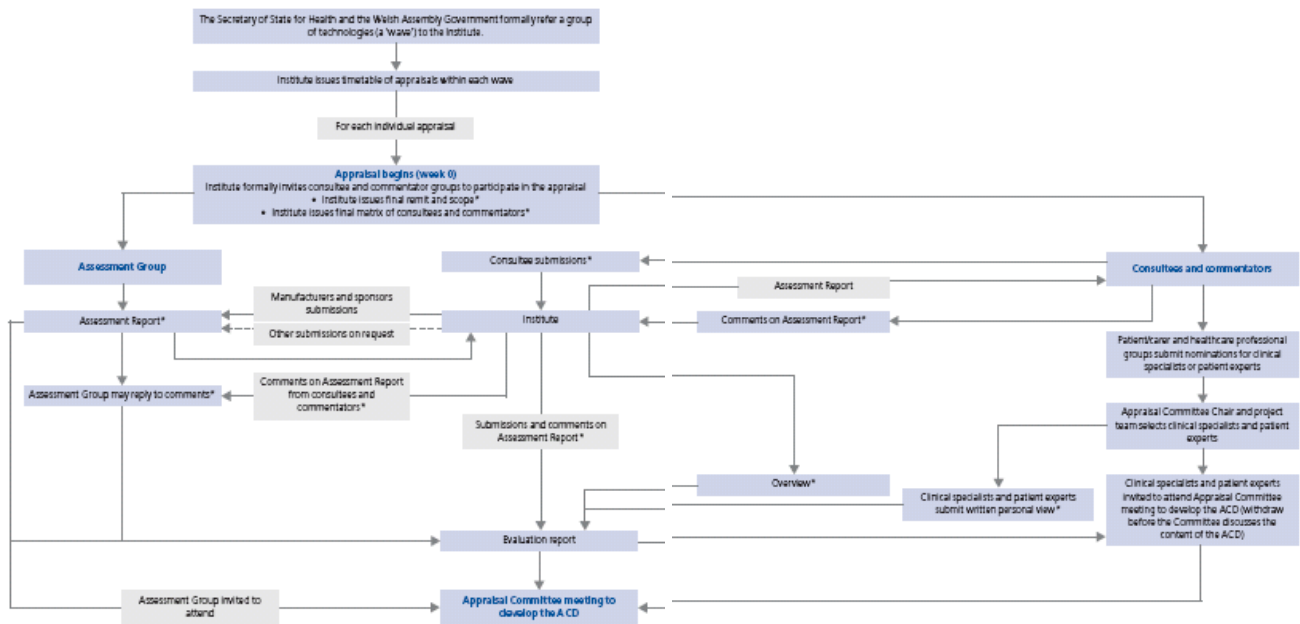 The Secretary of State for Health and the Welsh Assembly Government formally refer a group
of technologies (a 'wave') to the Institute.
Institute issues timetable of appraisals within each wave
For each individual appraisal
Appraisal begins (week 0)
Institute formally invites consultee and commentator groups to participate in the appraisal
• Institute issues final remit and scope*
• Institute issues final matrix of consultees and commentators*
Assessment Group
Consultee submissions*
Consultees and commentators
Manufacturers and sponsors
submissions
Assessment Report
Assessment Report*
Other submissions on request
Institute
Comments on Assessment Report*
Patient/carer and healthcare professional
groups submit nominations for clinical
specialists or patient experts
Assessment Group may reply to comments*
Comments on Assessment Report
from consultees and
commentators*
Submissions and comments on
Assessment Report*
Appraisal Committee Chair and project
team selects clinical specialists and patient
experts
Overview*
Clinical specialists and patient experts
submit written personal view*
Clinical specialists and patient experts
invited to attend Appraisal Committee
meeting to develop the ACD (withdraw
before the Committee discusses the
content of the ACD)
Evaluation report
Assessment Group invited to
attend
Appraisal Committee meeting to
develop the ACD